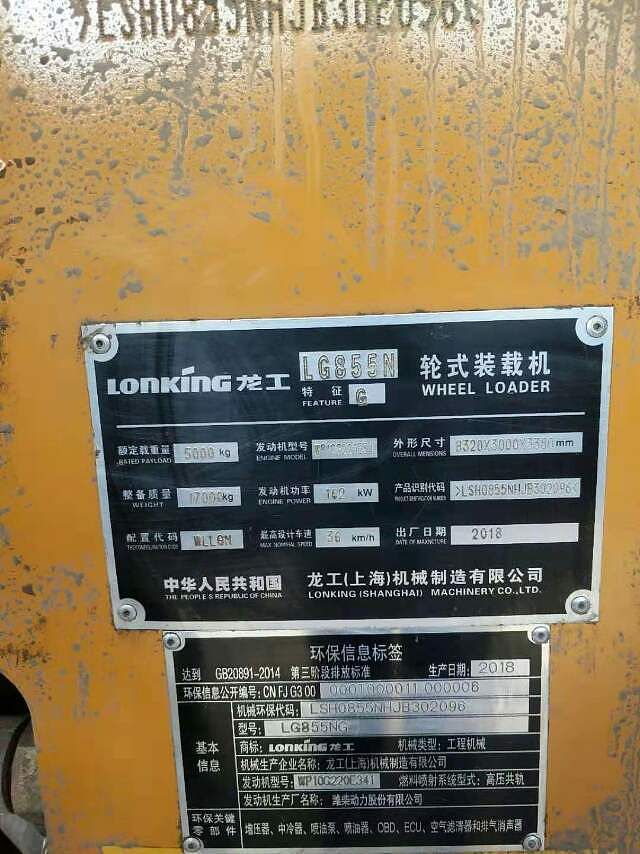 LSH0855NHJB302096
LONKING 龙工 LG855N 轮式装载机
特征 G WHEEL LOADER
FEATURE
额定载重量 5000 kg 发动机型号 外形尺寸 8320X3000X3380 mm
RATED PAYLOAD ENGINE MODEL OVERALL MENSIONS
整备质量 17000kg 发动机功率 162 kW 产品识别代码 >LSH0855NHJB302096<
WEIGHT ENGINE POWER PRODUCT IDENTIFICATION NUMBER
配置代码 最高设计车速 36 km/h 出厂日期 2018
MAX NOMINAL SPEED DATE OF
中华人民共和国 龙工(上海)机械制造有限公司
THE PEOPLE'S REPUBLIC OF CHINA LONKING (SHANGHAI) MACHINERY CO.,LTD.
环保信息标签
达到 GB20891-2014 第三阶段排放标准 生产日期: 2018
环保信息公开编号: CN FJ G3 00 0001000011 000006
机械环保代码: LSH0855NHJB302096
型号: LG855NG
基本 商标: LONKING 龙工 机械类型: 工程机械
信息 机械生产企业名称: 龙工(上海)机械制造有限公司
发动机型号: WP10G220E341 燃料喷射系统型式: 高压共轨
发动机生产厂名称: 潍柴动力股份有限公司
环保关键 增压器、中冷器、喷油泵、喷油器、OBD、ECU、空气滤清器和排气消声器
零部件